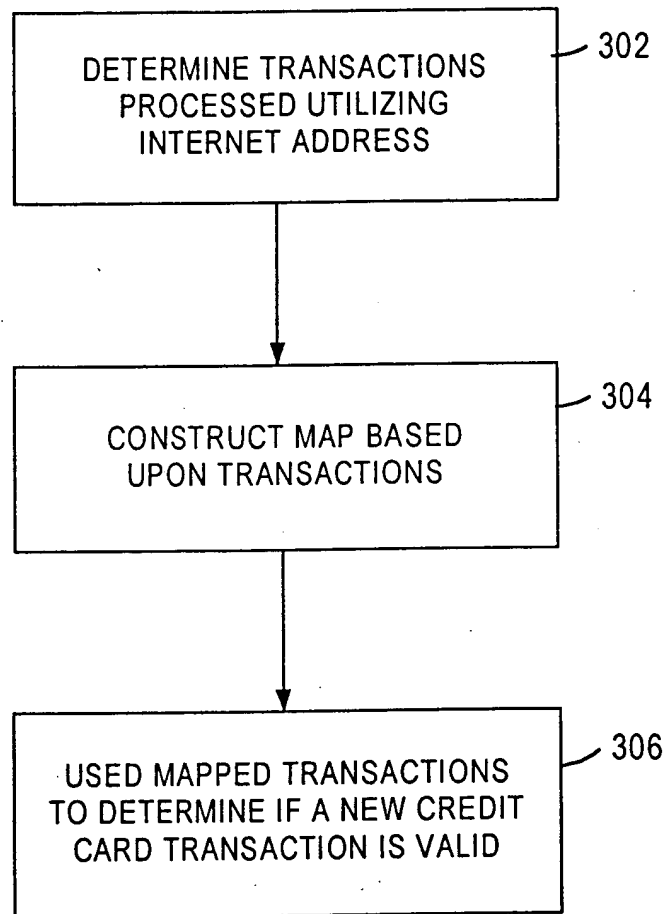 302
DETERMINE TRANSACTIONS
PROCESSED UTILIZING
INTERNET ADDRESS
304
CONSTRUCT MAP BASED
UPON TRANSACTIONS
306
USED MAPPED TRANSACTIONS
TO DETERMINE IF A NEW CREDIT
CARD TRANSACTION IS VALID